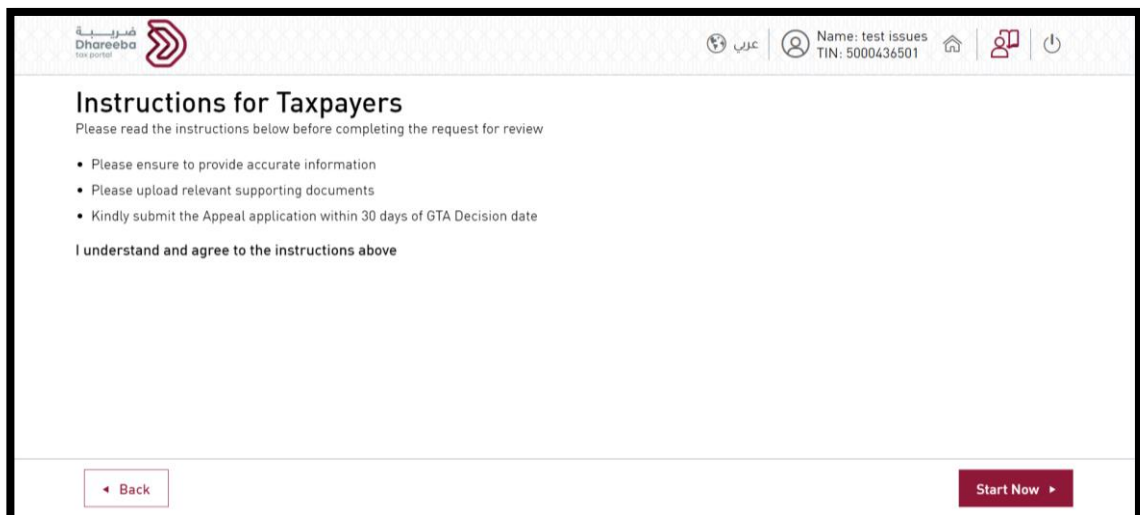 ضريبة
Dhareeba
tax portal
عربي
Name: test issues
TIN: 5000436501
Instructions for Taxpayers
Please read the instructions below before completing the request for review
• Please ensure to provide accurate information
• Please upload relevant supporting documents
• Kindly submit the Appeal application within 30 days of GTA Decision date
I understand and agree to the instructions above
Back
Start Now